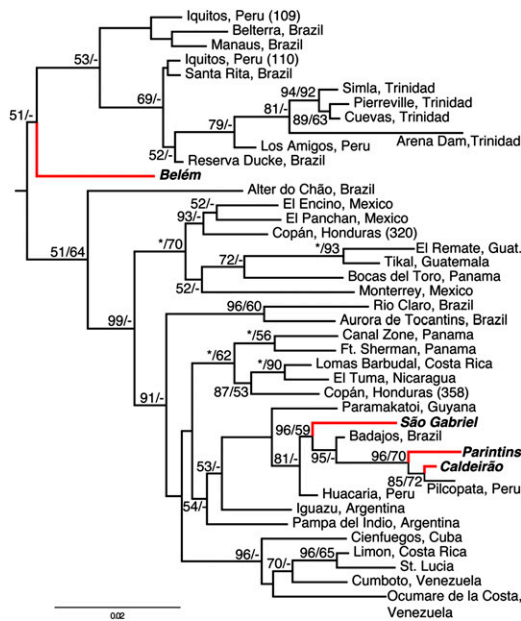 Iquitos, Peru (109)
Belterra, Brazil
53/-
Manaus, Brazil
Iquitos, Peru (110)
Santa Rita, Brazil
94/92
Simla, Trinidad
69/-
81/-
Pierreville, Trinidad
51/-
89/63
Cuevas, Trinidad
79/-
Arena Dam,Trinidad
Los Amigos, Peru
52/-
Reserva Ducke, Brazil
Belém
Alter do Chão, Brazil
52/-
El Encino, Mexico
93/-
El Panchan, Mexico
Copán, Honduras (320)
51/64
*/70
*/93
El Remate, Guat.
72/-
Tikal, Guatemala
Bocas del Toro, Panama
52/-
Monterrey, Mexico
96/60
Rio Claro, Brazil
99/-
Aurora de Tocantins, Brazil
*/56
Canal Zone, Panama
*/62
Ft. Sherman, Panama
*/90
Lomas Barbudal, Costa Rica
El Tuma, Nicaragua
87/53
Copán, Honduras (358)
91/-
Paramakatoi, Guyana
96/59
São Gabriel
Badajos, Brazil
95/-
96/70
Parintins
81/-
Caldeirão
53/-
85/72
Pilcopata, Peru
Huacaria, Peru
54/-
Iguazu, Argentina
Pampa del Indio, Argentina
Cienfuegos, Cuba
96/-
96/65
Limon, Costa Rica
70/-
St. Lucia
Cumboto, Venezuela
Ocumare de la Costa,
Venezuela
0.02